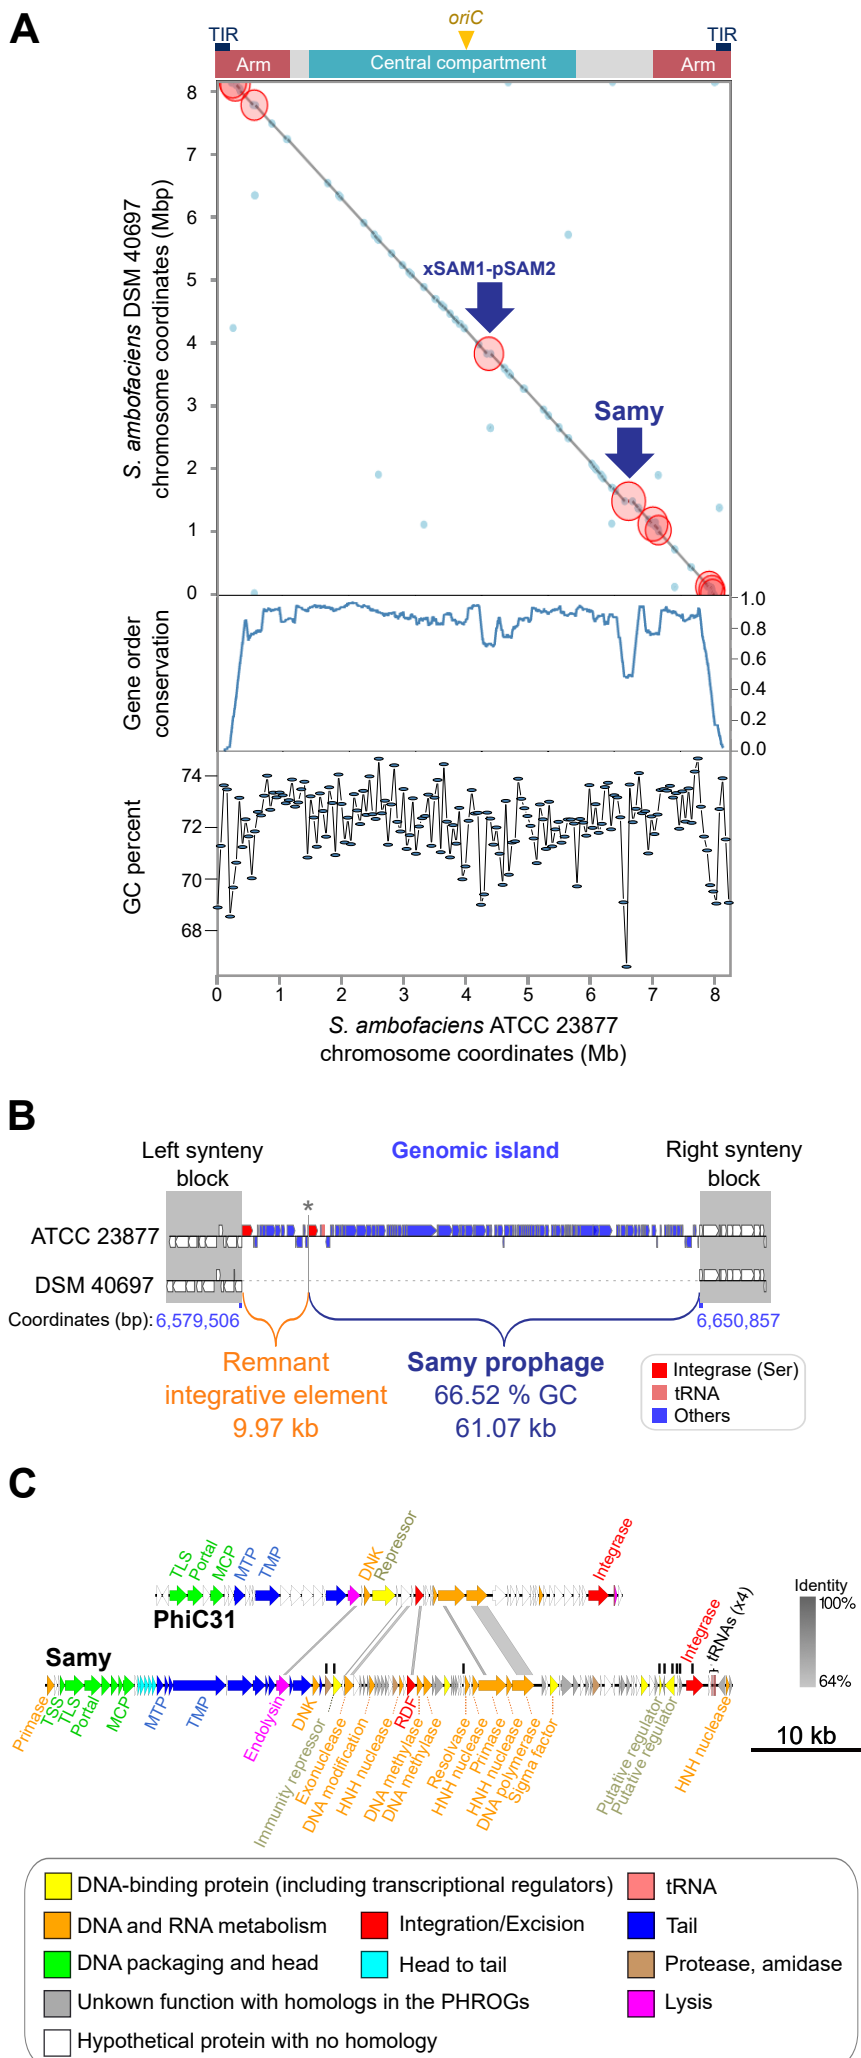 A
oriC
TIR
TIR
Arm
Central compartment
Arm
8
7
6
5
4
3
2
1
0
S. ambofaciens DSM 40697
chromosome coordinates (Mbp)
xSAM1-pSAM2
Samy
Gene order
conservation
1.0
0.8
0.6
0.4
0.2
0.0
GC percent
74
72
70
68
0 1 2 3 4 5 6 7 8
S. ambofaciens ATCC 23877
chromosome coordinates (Mb)
B
Left synteny
block
Genomic island
Right synteny
block
*
ATCC 23877
DSM 40697
Coordinates (bp): 6,579,506
6,650,857
Remnant
integrative element
9.97 kb
Samy prophage
66.52 % GC
61.07 kb
Integrase (Ser)
tRNA
Others
C
TLS
Portal
MCP
MTP
TMP
DNK
Repressor
Integrase
PhiC31
Identity
100%
64%
Samy
Integrase
tRNAs (x4)
Primase
TSS
TLS
Portal
MCP
MTP
TMP
Endolysin
DNK
Immunity repressor
Exonuclease
DNA modification
HNH nuclease
RDF
DNA methylase
DNA methylase
Resolvase
HNH nuclease
Primase
HNH nuclease
DNA polymerase
Sigma factor
Putative regulator
Putative regulator
HNH nuclease
10 kb
DNA-binding protein (including transcriptional regulators)
tRNA
DNA and RNA metabolism
Integration/Excision
Tail
DNA packaging and head
Head to tail
Protease, amidase
Unkown function with homologs in the PHROGs
Lysis
Hypothetical protein with no homology